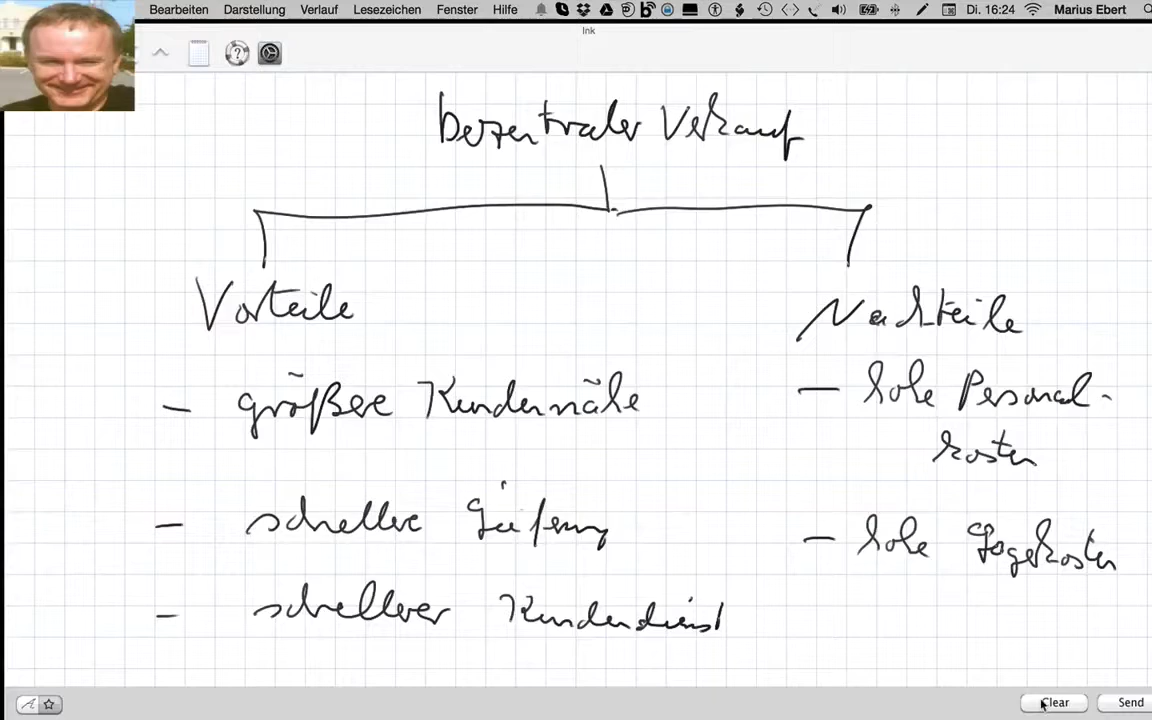 Bearbeiten Darstellung Verlauf Lesezeichen Fenster Hilfe Di. 16:24 Marius Ebert
Ink
Dezentraler Verkauf
Vorteile
Nachteile
- größere Kundennähe
- hohe Personal-
kosten
- schnellere Lieferung
- hohe Lagerkosten
- schnellerer Kundendienst
Clear
Send